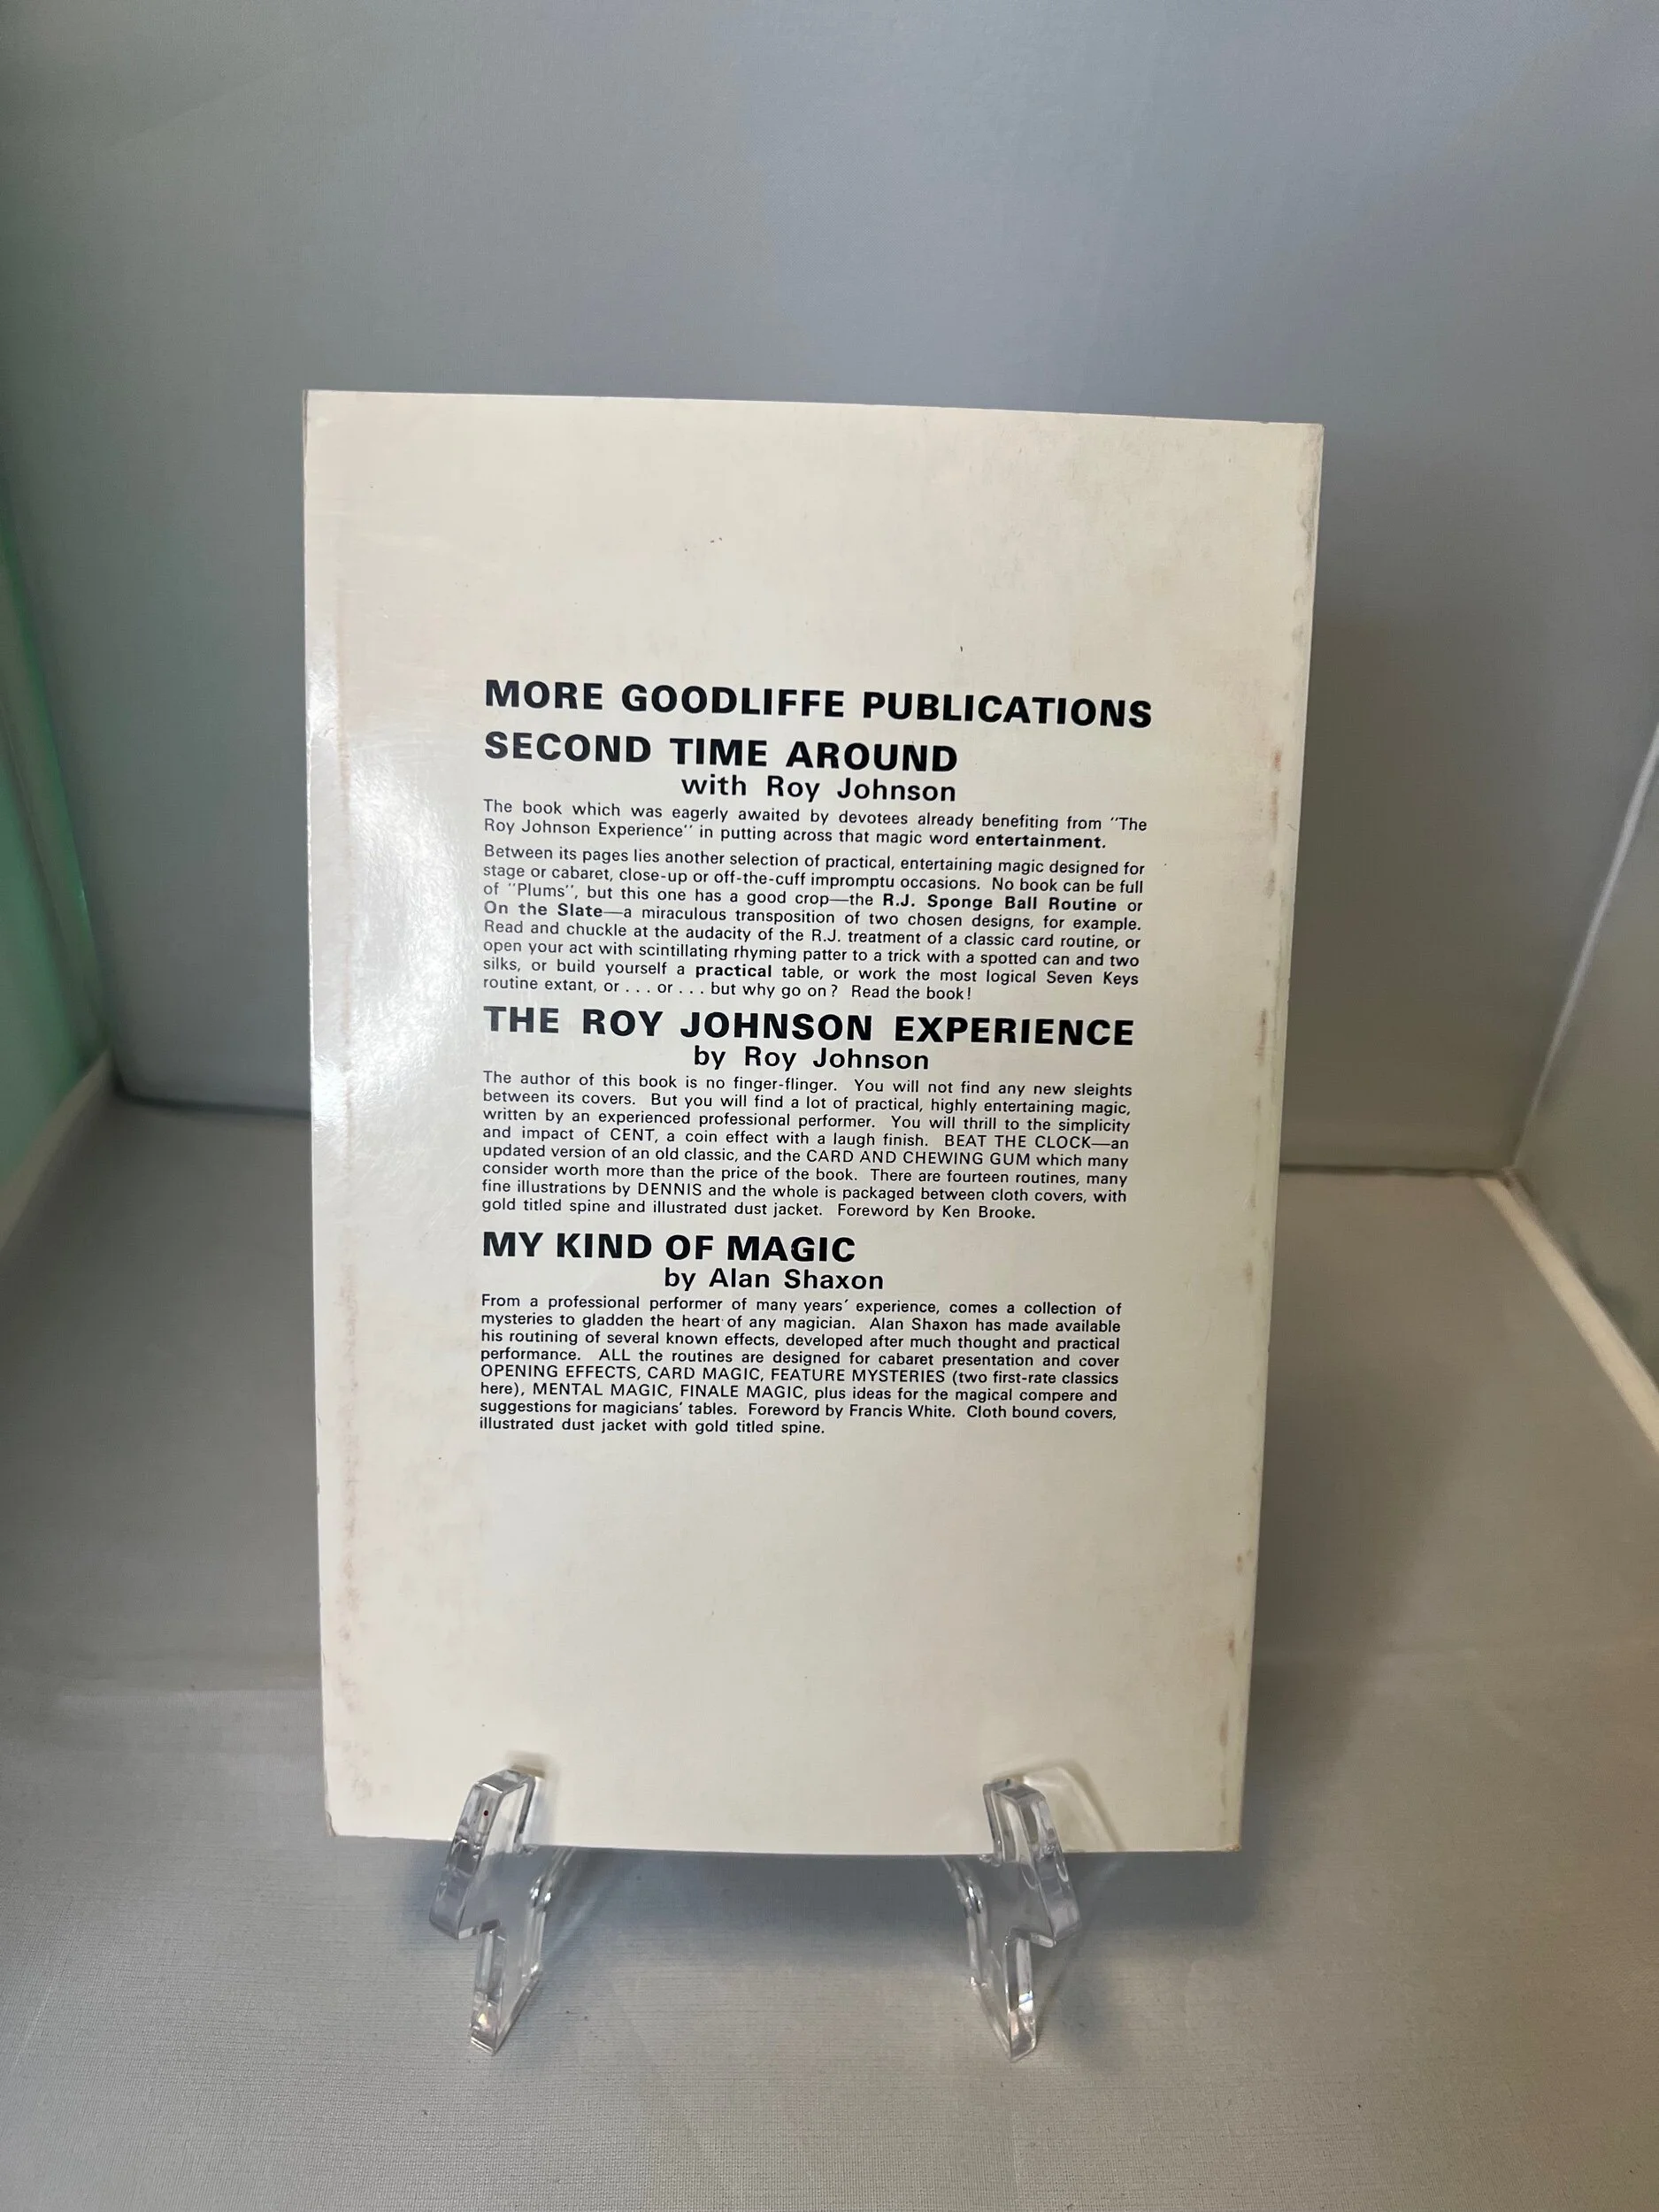 MORE GOODLIFFE PUBLICATIONS
SECOND TIME AROUND
with Roy Johnson
The book which was eagerly awaited by devotees already benefiting from "The
Roy Johnson Experience" in putting across that magic word entertainment.
Between its pages lies another selection of practical, entertaining magic designed for
stage or cabaret, close-up or off-the-cuff impromptu occasions. No book can be full
of "Plums", but this one has a good crop—the R.J. Sponge Ball Routine or
On the Slate—a miraculous transposition of two chosen designs, for example.
Read and chuckle at the audacity of the R.J. treatment of a classic card routine, or
open your act with scintillating rhyming patter to a trick with a spotted can and two
silks, or build yourself a practical table, or work the most logical Seven Keys
routine extant, or . . . or . . . but why go on? Read the book!
THE ROY JOHNSON EXPERIENCE
by Roy Johnson
The author of this book is no finger-flinger. You will not find any new sleights
between its covers. But you will find a lot of practical, highly entertaining magic,
written by an experienced professional performer. You will thrill to the simplicity
and impact of CENT, a coin effect with a laugh finish. BEAT THE CLOCK—an
updated version of an old classic, and the CARD AND CHEWING GUM which many
consider worth more than the price of the book. There are fourteen routines, many
fine illustrations by DENNIS and the whole is packaged between cloth covers, with
gold titled spine and illustrated dust jacket. Foreword by Ken Brooke.
MY KIND OF MAGIC
by Alan Shaxon
From a professional performer of many years' experience, comes a collection of
mysteries to gladden the heart of any magician. Alan Shaxon has made available
his routining of several known effects, developed after much thought and practical
performance. ALL the routines are designed for cabaret presentation and cover
OPENING EFFECTS, CARD MAGIC, FEATURE MYSTERIES (two first-rate classics
here), MENTAL MAGIC, FINALE MAGIC, plus ideas for the magical compere and
suggestions for magicians' tables. Foreword by Francis White. Cloth bound covers,
illustrated dust jacket with gold titled spine.